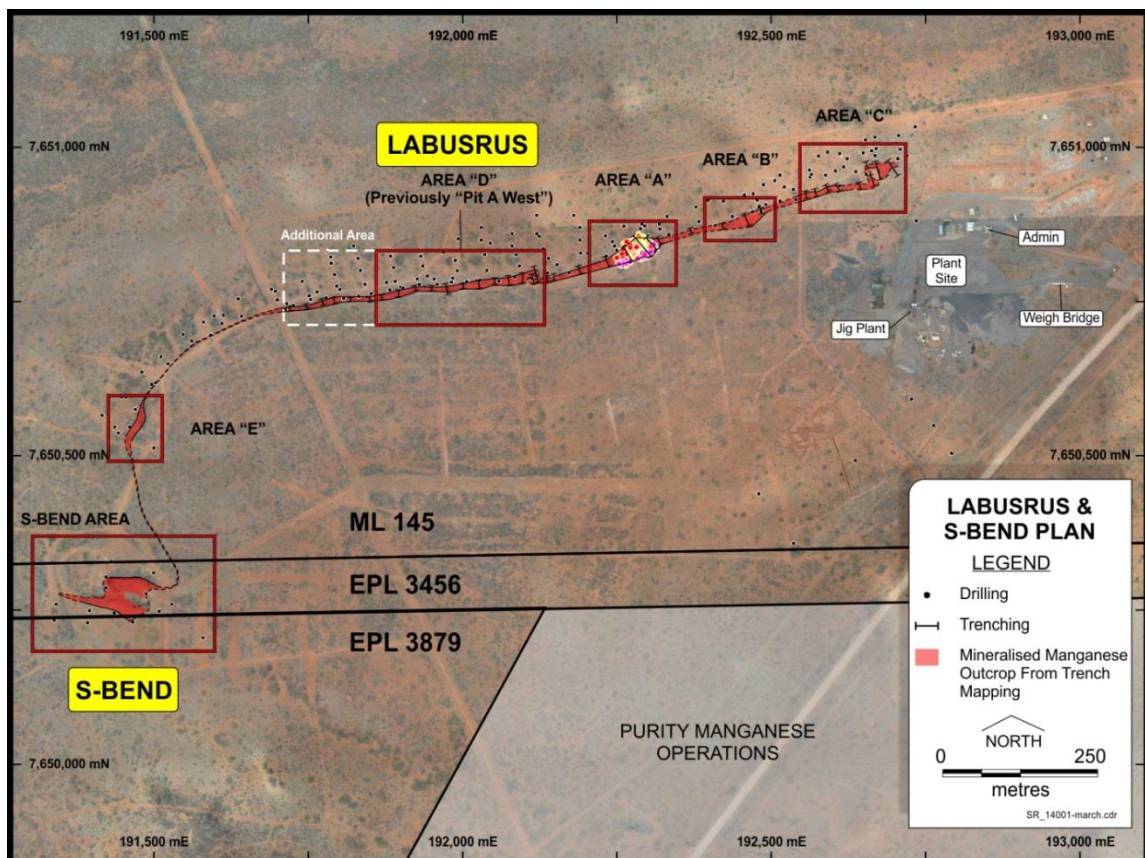 191,500 mE
192,000 mE
192,500 mE
193,000 mE
7,651,000 mN
7,651,000 mN
LABUSRUS
AREA "D"
(Previously "Pit A West")
AREA "A"
AREA "B"
AREA "C"
Additional Area
Admin
Plant
Site
Jig Plant
Weigh Bridge
AREA "E"
7,650,500 mN
7,650,500 mN
S-BEND AREA
ML 145
EPL 3456
EPL 3879
S-BEND
PURITY MANGANESE
OPERATIONS
7,650,000 mN
LABUSRUS &
S-BEND PLAN
LEGEND
Drilling
Trenching
Mineralised Manganese
Outcrop From Trench
Mapping
NORTH
0 250
metres
SR_14001-march.cdr
191,500 mE
192,000 mE
192,500 mE
193,000 mE